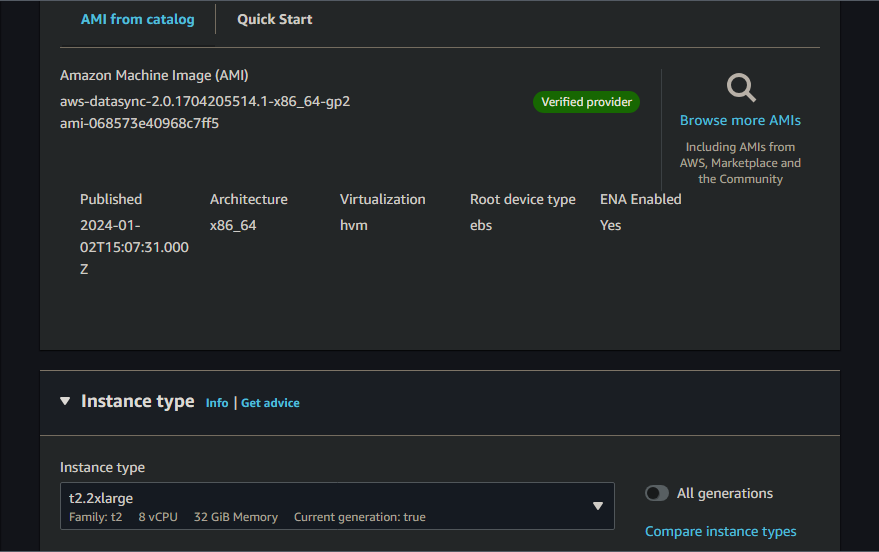 AMI from catalog
Quick Start
Amazon Machine Image (AMI)
aws-datasync-2.0.1704205514.1-x86_64-gp2
ami-068573e40968c7ff5
Verified provider
Browse more AMIs
Including AMIs from
AWS, Marketplace and
the Community
Published
Architecture
Virtualization
Root device type
ENA Enabled
2024-01-
02T15:07:31.000
Z
x86_64
hvm
ebs
Yes
Instance type
Info | Get advice
Instance type
t2.2xlarge
Family: t2 8 vCPU 32 GiB Memory Current generation: true
All generations
Compare instance types